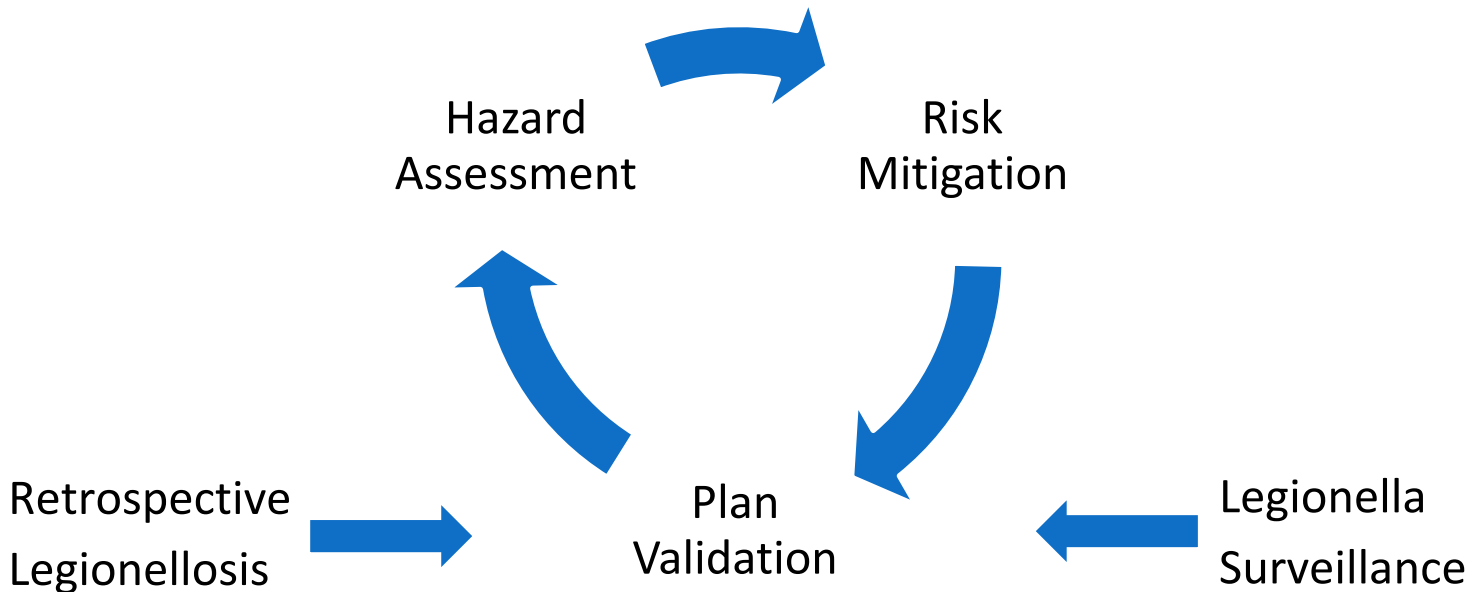 Hazard
Assessment
Risk
Mitigation
Retrospective
Legionellosis
Plan
Validation
Legionella
Surveillance